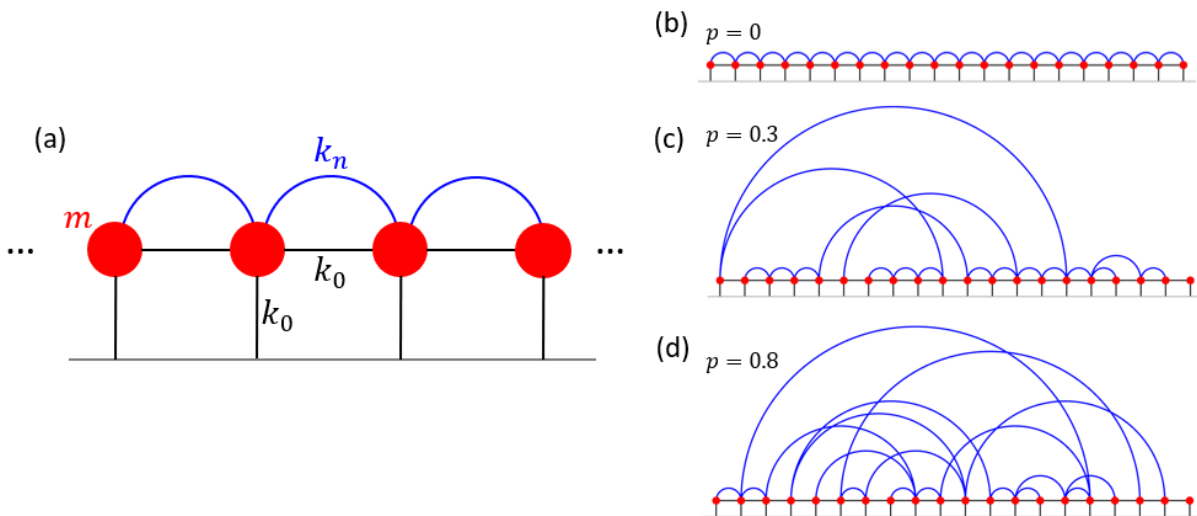 (a)
k_n
m
...
...
k_0
k_0
(b)
p = 0
(c)
p = 0.3
(d)
p = 0.8